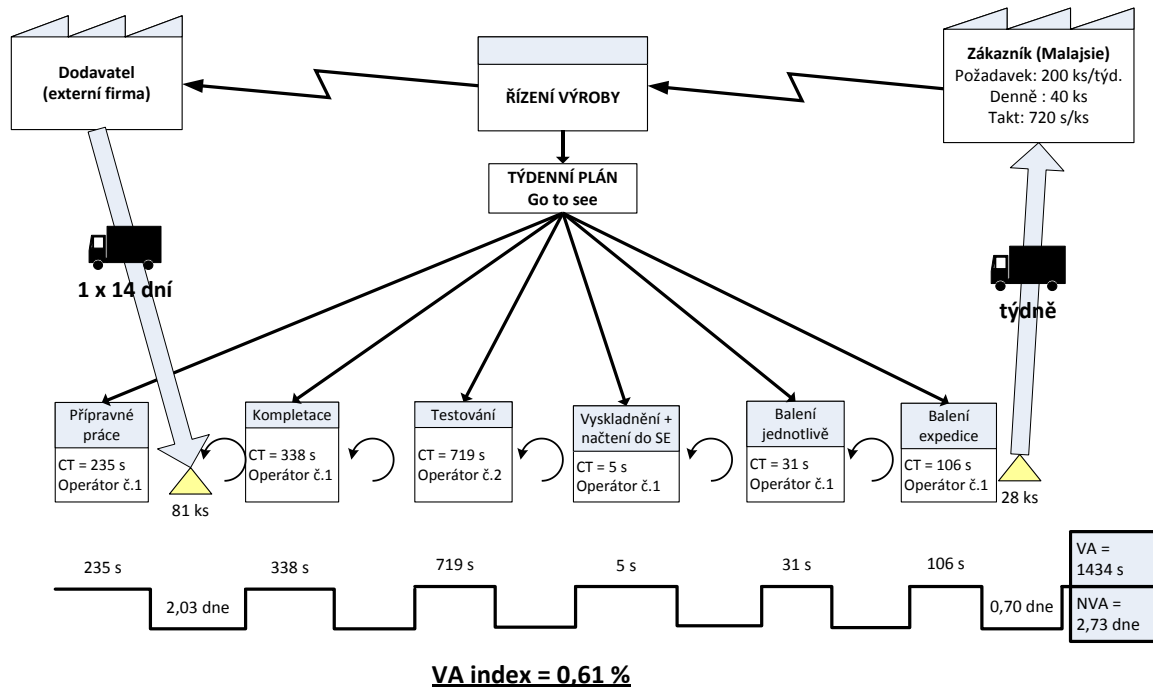 Dodavatel
(externí firma)
ŘÍZENÍ VÝROBY
Zákazník (Malajsie)
Požadavek: 200 ks/týd.
Denně : 40 ks
Takt: 720 s/ks
TÝDENNÍ PLÁN
Go to see
1 x 14 dní
týdně
Přípravné
práce
CT = 235 s
Operátor č.1
81 ks
Kompletace
CT = 338 s
Operátor č.1
Testování
CT = 719 s
Operátor č.2
Vyskladnění +
načtení do SE
CT = 5 s
Operátor č.1
Balení
jednotlivě
CT = 31 s
Operátor č.1
Balení
expedice
CT = 106 s
Operátor č.1
28 ks
235 s
338 s
719 s
5 s
31 s
106 s
VA =
1434 s
2,03 dne
0,70 dne
NVA =
2,73 dne
VA index = 0,61 %